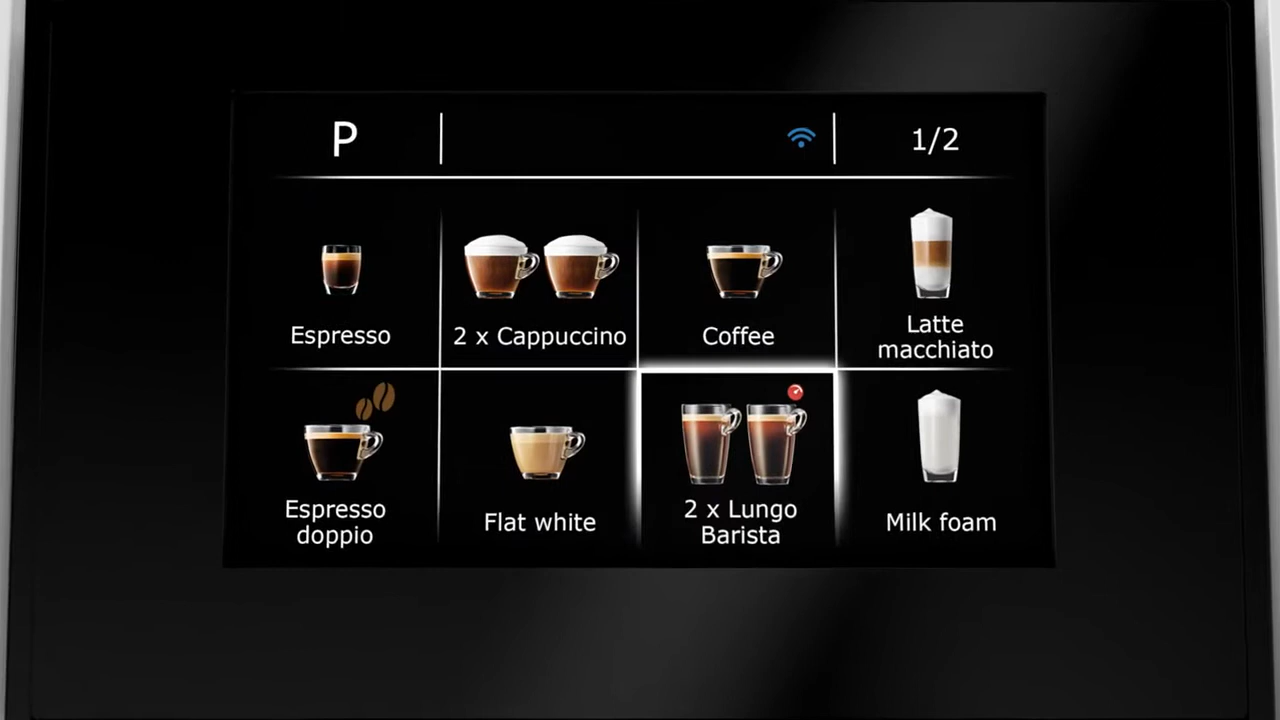 P
1/2
Espresso
2 x Cappuccino
Coffee
Latte
macchiato
Espresso
doppio
Flat white
2 x Lungo
Barista
Milk foam